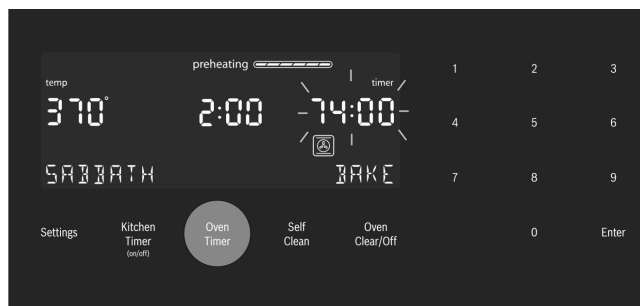 preheating
temp timer
370° 2:00 74:00
SABBATH BAKE
Settings Kitchen Timer (on/off) Oven Timer Self Clean Oven Clear/Off
1 2 3
4 5 6
7 8 9
0 Enter